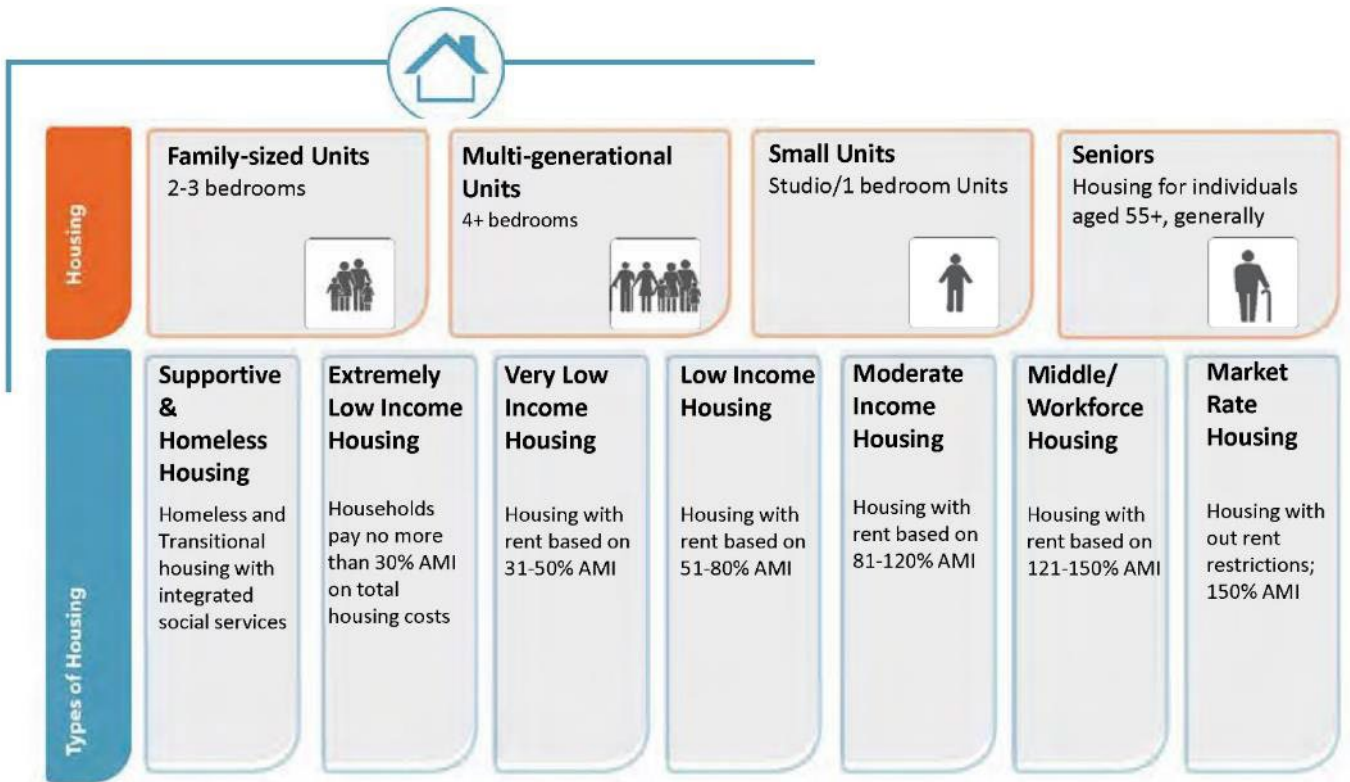 Housing
Family-sized Units
2-3 bedrooms
Multi-generational
Units
4+ bedrooms
Small Units
Studio/1 bedroom Units
Seniors
Housing for individuals
aged 55+, generally
Types of Housing
Supportive
&
Homeless
Housing
Homeless and
Transitional
housing with
integrated
social services
Extremely
Low Income
Housing
Households
pay no more
than 30% AMI
on total
housing costs
Very Low
Income
Housing
Housing with
rent based on
31-50% AMI
Low Income
Housing
Housing with
rent based on
51-80% AMI
Moderate
Income
Housing
Housing with
rent based on
81-120% AMI
Middle/
Workforce
Housing
Housing with
rent based on
121-150% AMI
Market
Rate
Housing
Housing with
out rent
restrictions;
150% AMI